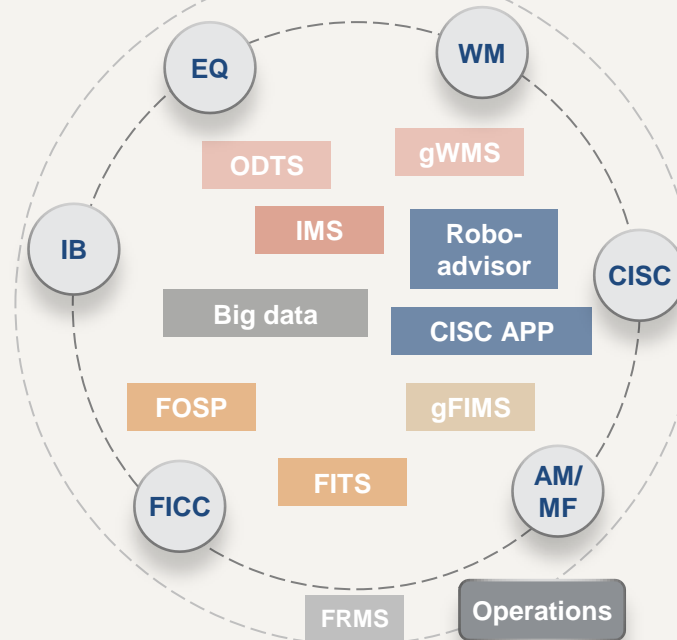 EQ
WM
ODTS
gWMS
IMS
Robo-
advisor
IB
CISC
Big data
CISC APP
FOSP
gFIMS
FITS
AM/
MF
FICC
FRMS
Operations